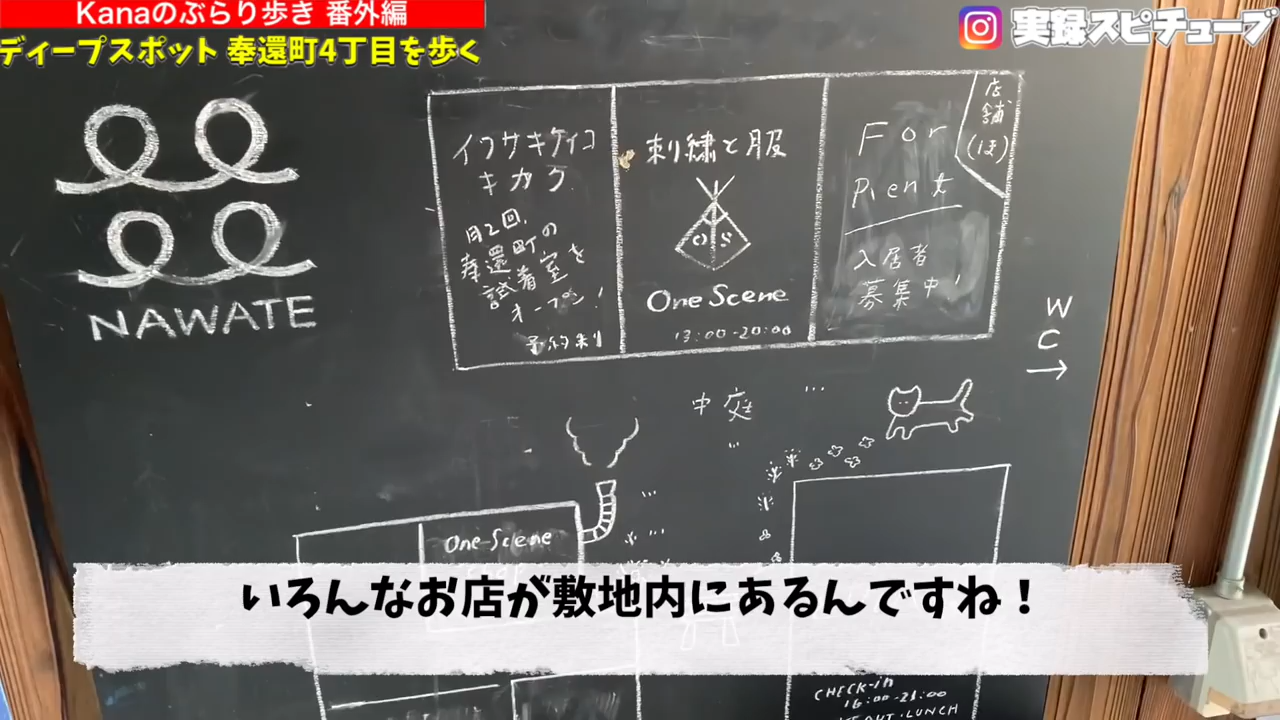 Kanaのぶらり歩き 番外編
ディープスポット 奉還町4丁目を歩く
実録スピチューブ
NAWATE
イワサキケイコ
キカク
月2回、
奉還町の
試着室を
オープン!
予約制
刺繍と服
OS
One Scene
13:00-20:00
For
Rent
入居者
募集中!
店
舗
(ほ)
W
C
→
中庭
One Scene
いろんなお店が敷地内にあるんですね!
CHECK-in
16:00-21:00
OUT・LUNCH